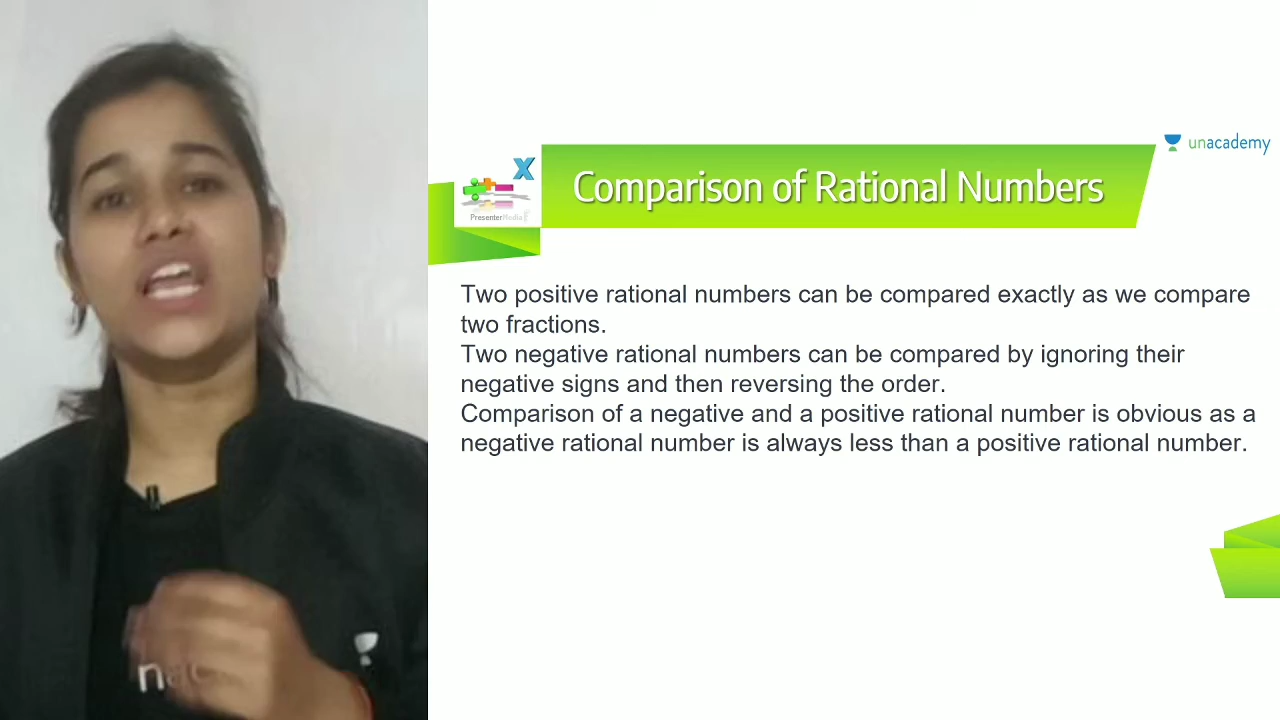 unacademy
X
Comparison of Rational Numbers
PresenterMedia
Two positive rational numbers can be compared exactly as we compare
two fractions.
Two negative rational numbers can be compared by ignoring their
negative signs and then reversing the order.
Comparison of a negative and a positive rational number is obvious as a
negative rational number is always less than a positive rational number.